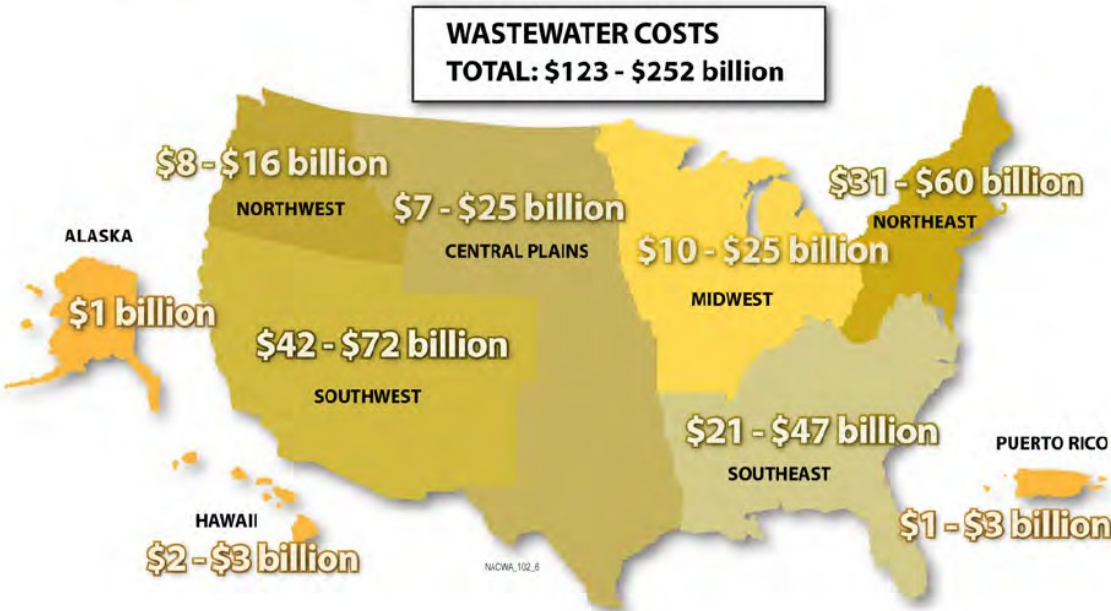 WASTEWATER COSTS
TOTAL: $123 - $252 billion
$8 - $16 billion
NORTHWEST
$7 - $25 billion
CENTRAL PLAINS
$31 - $60 billion
NORTHEAST
$10 - $25 billion
MIDWEST
ALASKA
$1 billion
$42 - $72 billion
SOUTHWEST
$21 - $47 billion
SOUTHEAST
PUERTO RICO
$1 - $3 billion
HAWAII
$2 - $3 billion
NACWA_102_6